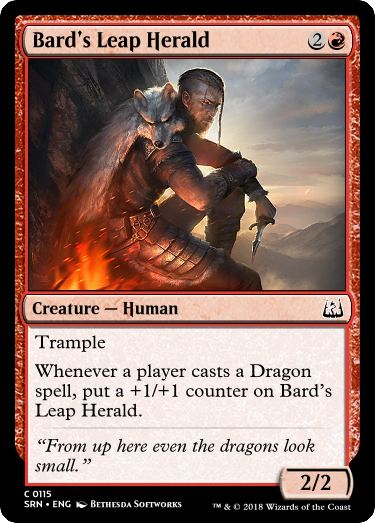 Bard's Leap Herald 2
Creature — Human
Trample
Whenever a player casts a Dragon
spell, put a +1/+1 counter on Bard's
Leap Herald.
“From up here even the dragons look
small.”
2/2
C 0115
SRN • ENG BETHESDA SOFTWORKS
™ & © 2018 Wizards of the Coast